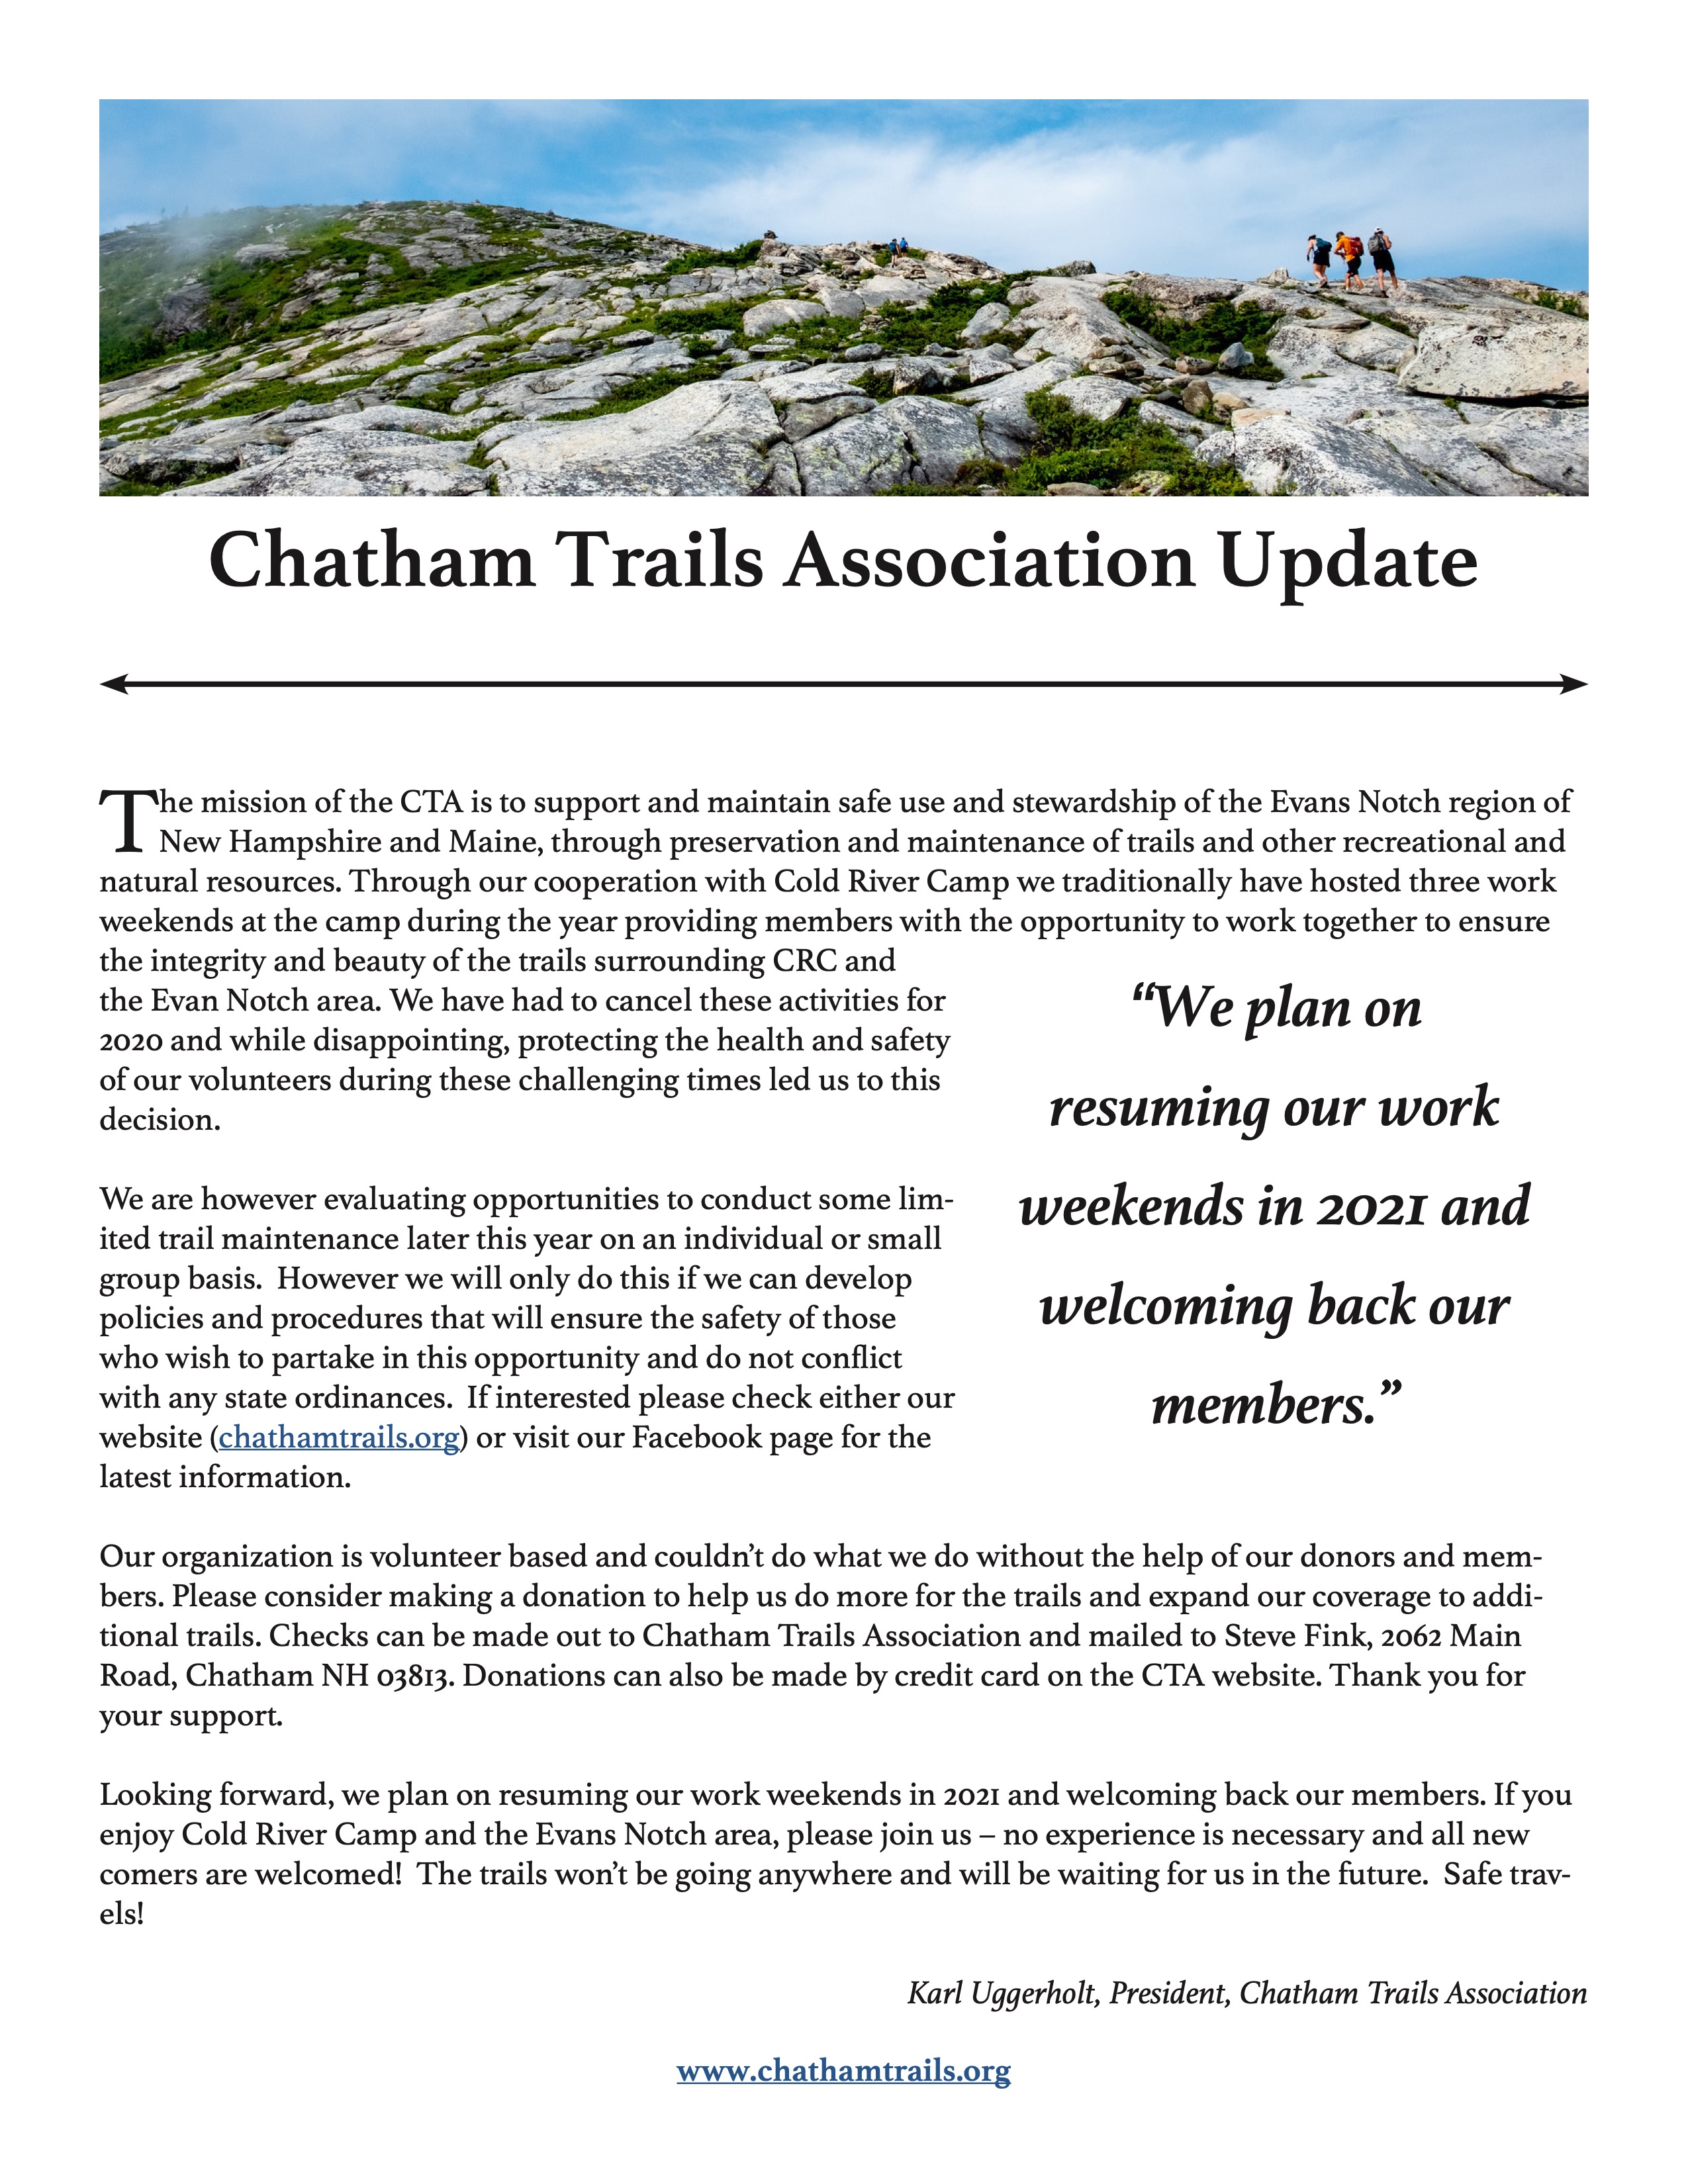 Chatham Trails Association Update
The mission of the CTA is to support and maintain safe use and stewardship of the Evans Notch region of
New Hampshire and Maine, through preservation and maintenance of trails and other recreational and
natural resources. Through our cooperation with Cold River Camp we traditionally have hosted three work
weekends at the camp during the year providing members with the opportunity to work together to ensure
the integrity and beauty of the trails surrounding CRC and
the Evan Notch area. We have had to cancel these activities for
2020 and while disappointing, protecting the health and safety
of our volunteers during these challenging times led us to this
decision.
We are however evaluating opportunities to conduct some lim-
ited trail maintenance later this year on an individual or small
group basis.  However we will only do this if we can develop
policies and procedures that will ensure the safety of those
who wish to partake in this opportunity and do not conflict
with any state ordinances.  If interested please check either our
website (chathamtrails.org) or visit our Facebook page for the
latest information.
“We plan on
resuming our work
weekends in 2021 and
welcoming back our
members.”
Our organization is volunteer based and couldn’t do what we do without the help of our donors and mem-
bers. Please consider making a donation to help us do more for the trails and expand our coverage to addi-
tional trails. Checks can be made out to Chatham Trails Association and mailed to Steve Fink, 2062 Main
Road, Chatham NH 03813. Donations can also be made by credit card on the CTA website. Thank you for
your support.
Looking forward, we plan on resuming our work weekends in 2021 and welcoming back our members. If you
enjoy Cold River Camp and the Evans Notch area, please join us – no experience is necessary and all new
comers are welcomed!  The trails won’t be going anywhere and will be waiting for us in the future.  Safe trav-
els!
Karl Uggerholt, President, Chatham Trails Association
www.chathamtrails.org